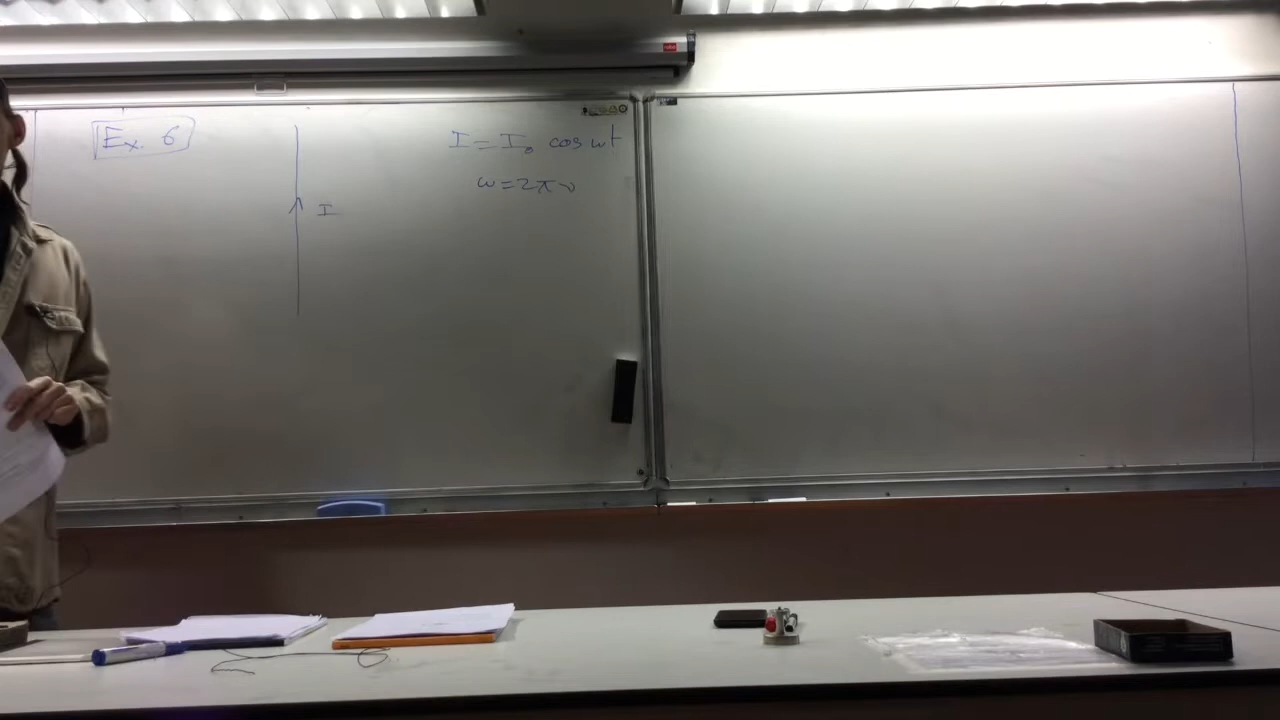 Ex. 6
I
I = I₀ cos ωt
ω = 2πν